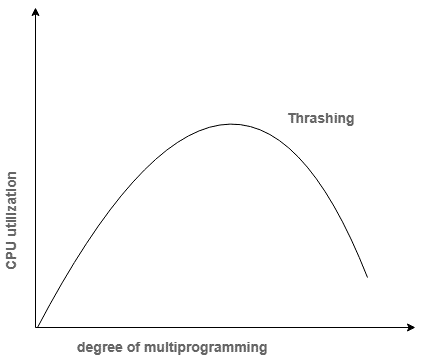 Thrashing
CPU utilization
degree of multiprogramming